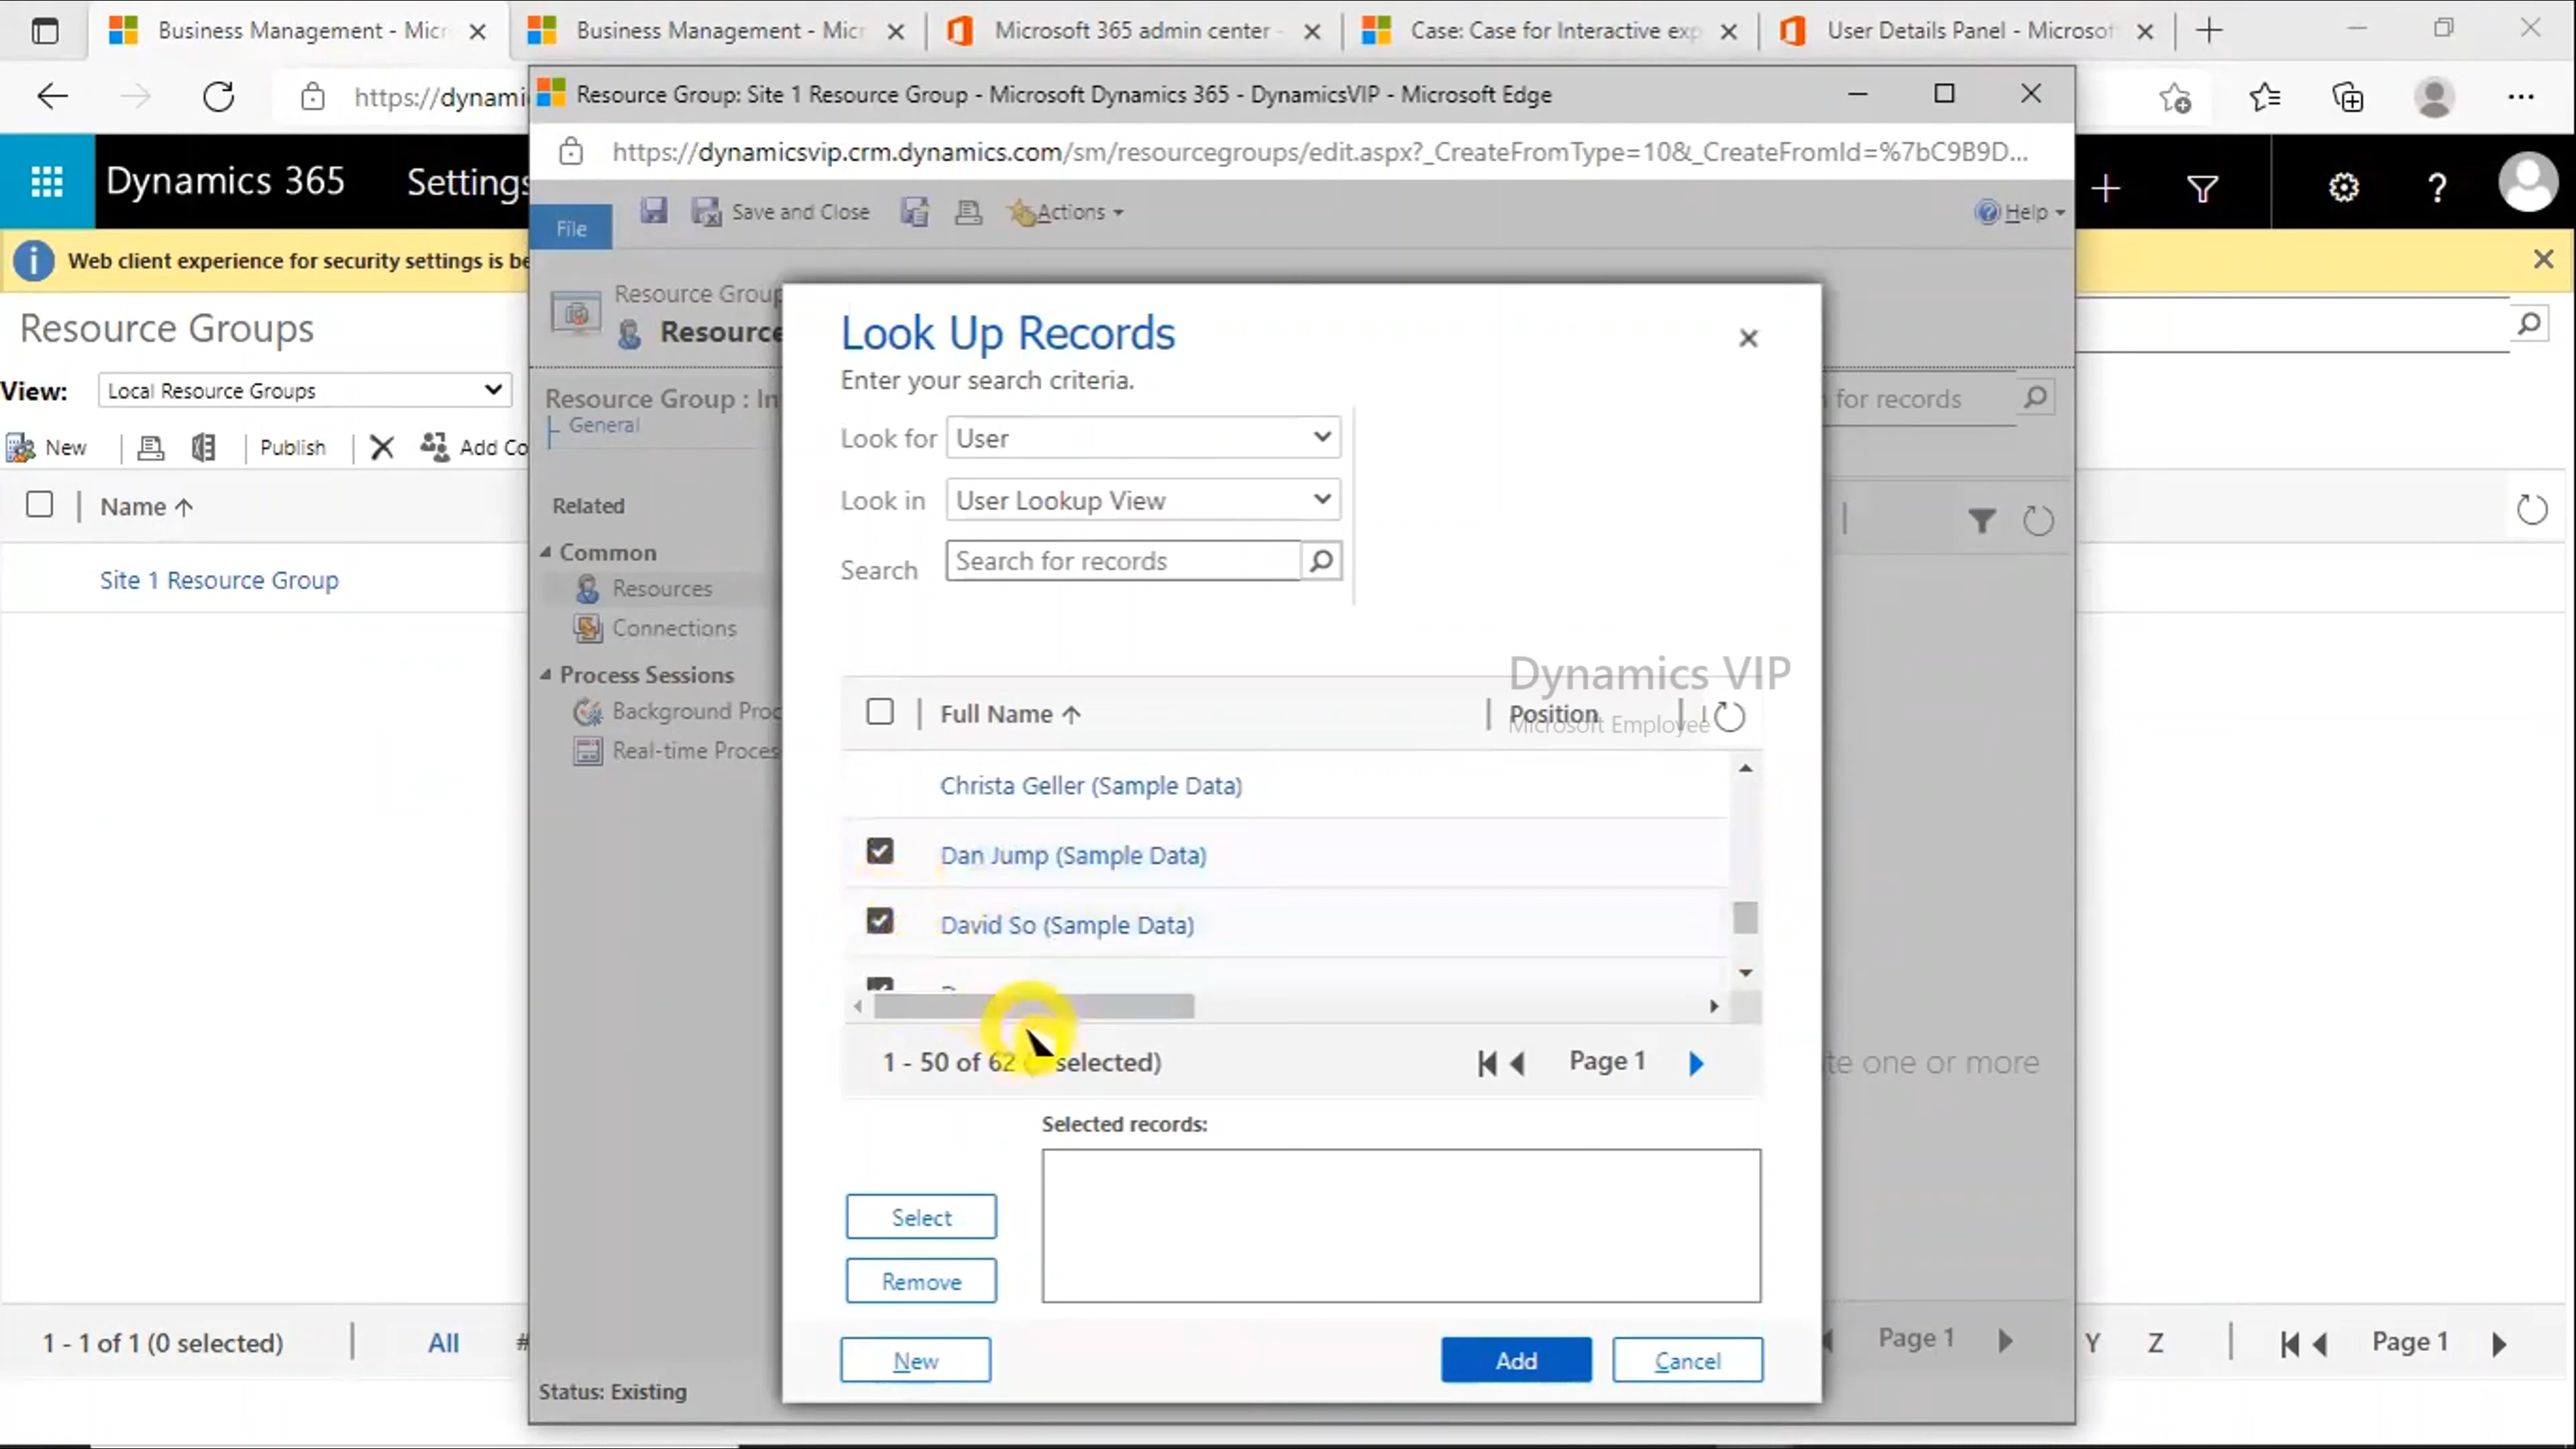 Business Management - Micr
Business Management - Micr
Microsoft 365 admin center -
Case: Case for Interactive exp
User Details Panel - Microsof
https://dynami
Resource Group: Site 1 Resource Group - Microsoft Dynamics 365 - DynamicsVIP - Microsoft Edge
https://dynamicsvip.crm.dynamics.com/sm/resourcegroups/edit.aspx?_CreateFromType=10&_CreateFromId=%7bC9B9D...
Dynamics 365
Settings
File
Save and Close
Actions
Help
Web client experience for security settings is be
Resource Groups
View:
Local Resource Groups
New
Publish
Add Co
Name
Site 1 Resource Group
1 - 1 of 1 (0 selected)
All
#
Resource Group
Resource
Resource Group : In
General
Related
Common
Resources
Connections
Process Sessions
Background Proc
Real-time Proces
Status: Existing
for records
te one or more
Page 1
Y
Z
Page 1
Look Up Records
Enter your search criteria.
Look for
User
Look in
User Lookup View
Search
Search for records
Dynamics VIP
Microsoft Employee
Full Name
Position
Christa Geller (Sample Data)
Dan Jump (Sample Data)
David So (Sample Data)
1 - 50 of 62
selected)
Page 1
Selected records:
Select
Remove
New
Add
Cancel